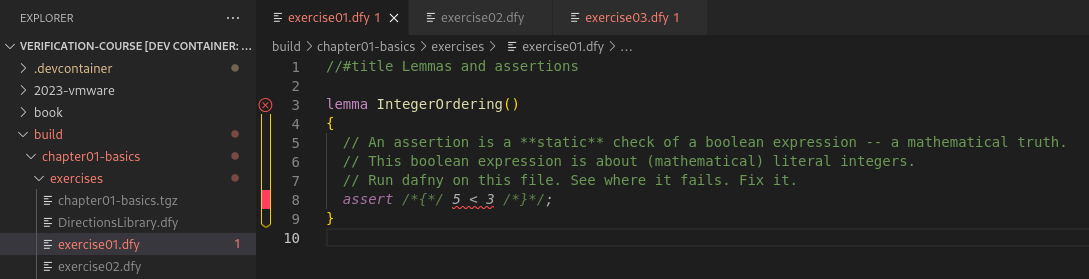 EXPLORER
···
VERIFICATION-COURSE [DEV CONTAINER: ...
.devcontainer
2023-vmware
book
build
chapter01-basics
exercises
chapter01-basics.tgz
DirectionsLibrary.dfy
exercise01.dfy 1
exercise02.dfy
exercise01.dfy 1
exercise02.dfy
exercise03.dfy 1
build > chapter01-basics > exercises > exercise01.dfy > ...
1 //#title Lemmas and assertions
2
3 lemma IntegerOrdering()
4 {
5 // An assertion is a **static** check of a boolean expression -- a mathematical truth.
6 // This boolean expression is about (mathematical) literal integers.
7 // Run dafny on this file. See where it fails. Fix it.
8 assert /*{*/ 5 < 3 /*}*/;
9 }
10